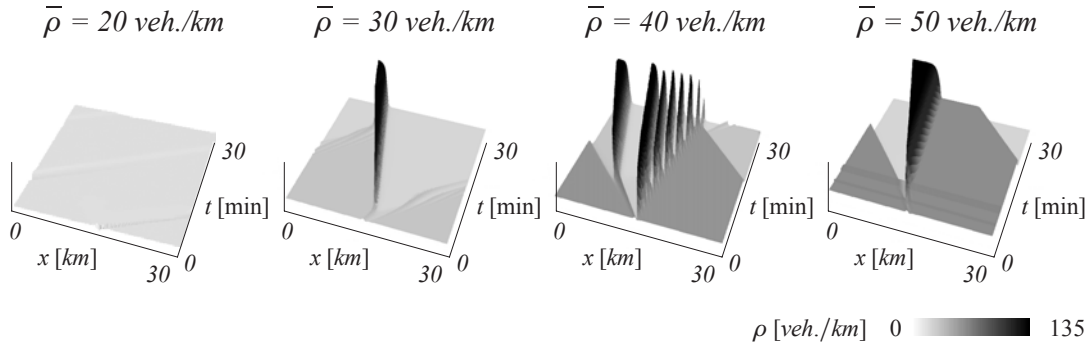 ρ̅ = 20 veh./km ρ̅ = 30 veh./km ρ̅ = 40 veh./km ρ̅ = 50 veh./km
30 30 30 30
t [min] t [min] t [min] t [min]
0 0 0 0
x [km] x [km] x [km] x [km]
30 0 30 0 30 0 30 0
ρ [veh./km] 0 135